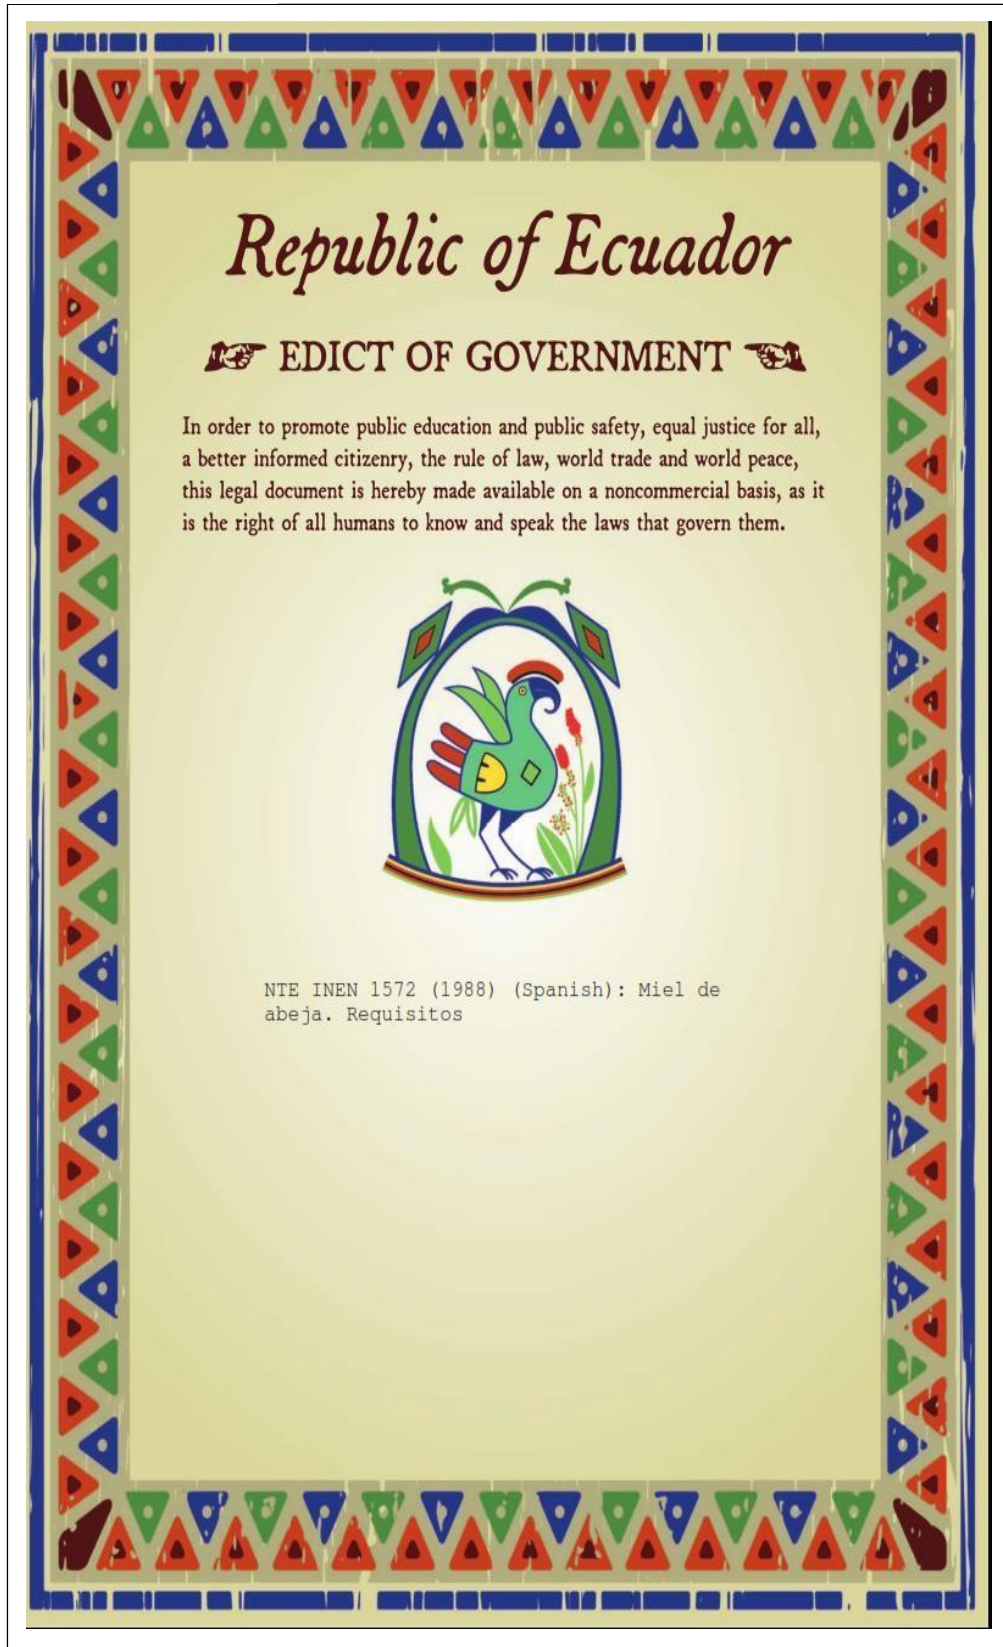 Republic of Ecuador
EDICT OF GOVERNMENT
In order to promote public education and public safety, equal justice for all,
a better informed citizenry, the rule of law, world trade and world peace,
this legal document is hereby made available on a noncommercial basis, as it
is the right of all humans to know and speak the laws that govern them.
NTE INEN 1572 (1988) (Spanish): Miel de
abeja. Requisitos